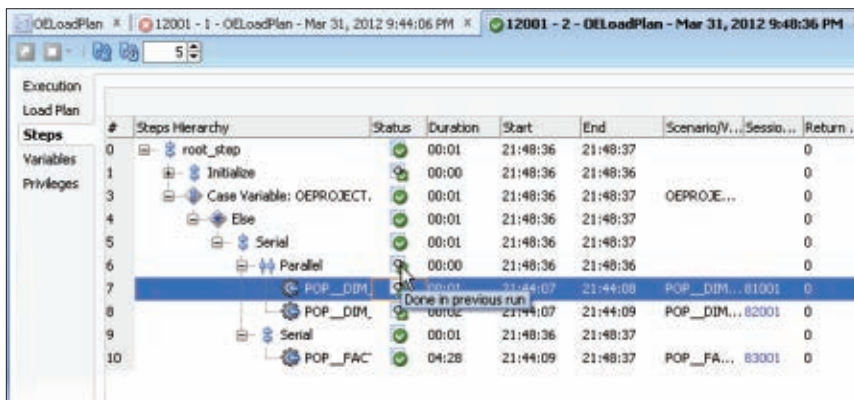 OELoadPlan × 12001 - 1 - OELoadPlan - Mar 31, 2012 9:44:06 PM × 12001 - 2 - OELoadPlan - Mar 31, 2012 9:48:36 PM
5
Execution
Load Plan
Steps
Variables
Privileges
# Steps Hierarchy Status Duration Start End Scenario/V... Sessio... Return .
0 root_step 00:01 21:48:36 21:48:37 0
1 Initialize 00:00 21:48:36 21:48:36 0
3 Case Variable: OEPROJECT. 00:01 21:48:36 21:48:37 OEPROJE... 0
4 Else 00:01 21:48:36 21:48:37 0
5 Serial 00:01 21:48:36 21:48:37 0
6 Parallel 00:00 21:48:36 21:48:36 0
7 POP__DIM_ 00:01 21:44:07 21:44:08 POP__DIM... 81001 0
Done in previous run
8 POP__DIM_ 00:02 21:44:07 21:44:09 POP__DIM... 82001 0
9 Serial 00:01 21:48:36 21:48:37 0
10 POP__FAC 04:28 21:44:09 21:48:37 POP__FA... 83001 0